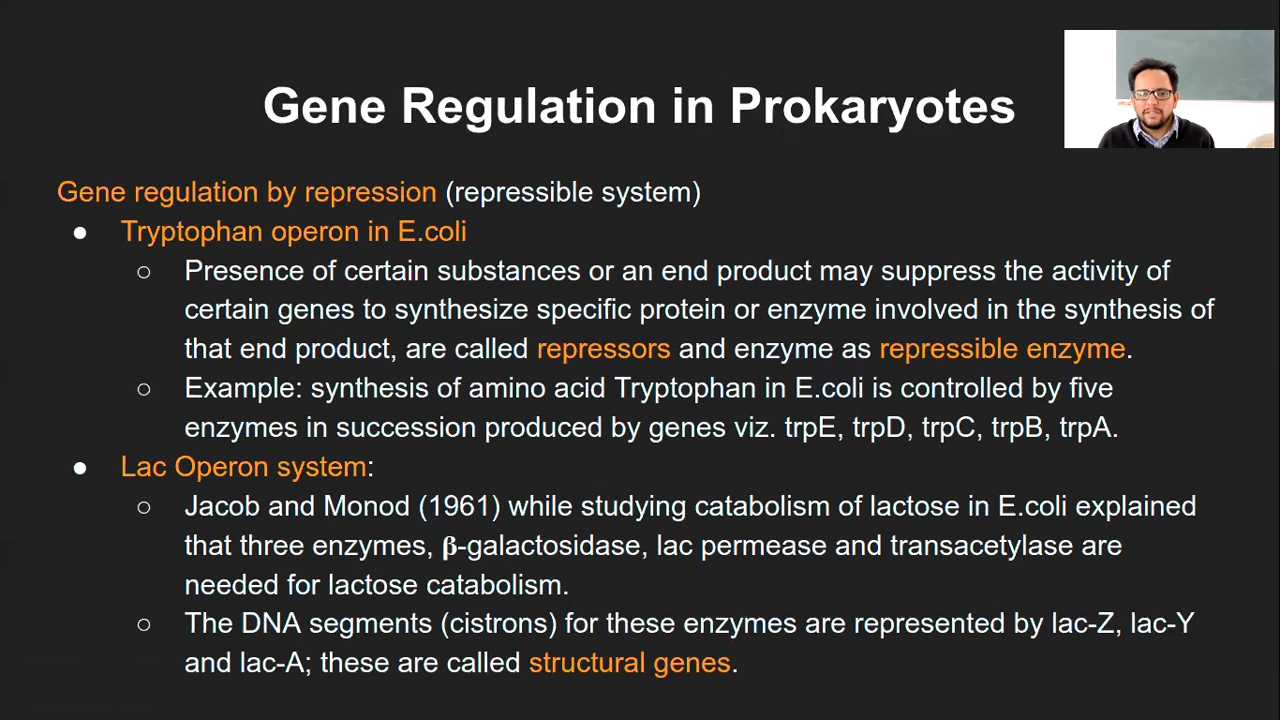 Gene Regulation in Prokaryotes
Gene regulation by repression (repressible system)
● Tryptophan operon in E.coli
○ Presence of certain substances or an end product may suppress the activity of
certain genes to synthesize specific protein or enzyme involved in the synthesis of
that end product, are called repressors and enzyme as repressible enzyme.
○ Example: synthesis of amino acid Tryptophan in E.coli is controlled by five
enzymes in succession produced by genes viz. trpE, trpD, trpC, trpB, trpA.
● Lac Operon system:
○ Jacob and Monod (1961) while studying catabolism of lactose in E.coli explained
that three enzymes, β-galactosidase, lac permease and transacetylase are
needed for lactose catabolism.
○ The DNA segments (cistrons) for these enzymes are represented by lac-Z, lac-Y
and lac-A; these are called structural genes.